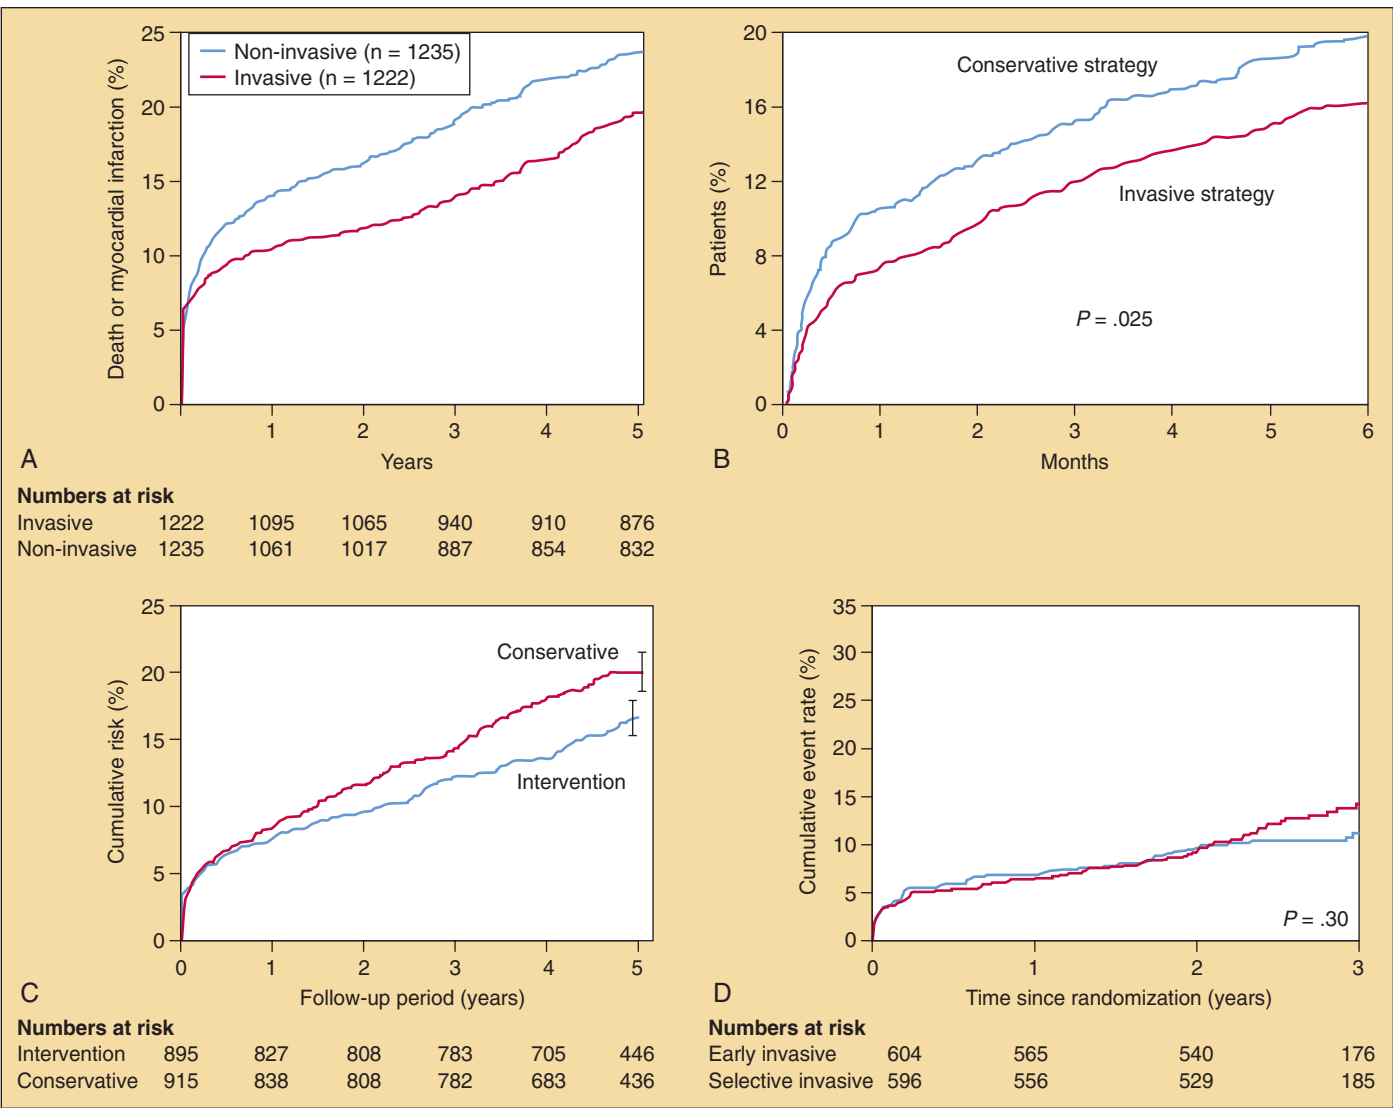 25
20
15
10
5
0
Death or myocardial infarction (%)
Non-invasive (n = 1235)
Invasive (n = 1222)
1 2 3 4 5
Years
A
Numbers at risk
Invasive 1222 1095 1065 940 910 876
Non-invasive 1235 1061 1017 887 854 832
20
16
12
8
4
0
Patients (%)
Conservative strategy
Invasive strategy
P = .025
0 1 2 3 4 5 6
Months
B
25
20
15
10
5
0
Cumulative risk (%)
Conservative
Intervention
0 1 2 3 4 5
Follow-up period (years)
C
Numbers at risk
Intervention 895 827 808 783 705 446
Conservative 915 838 808 782 683 436
35
30
25
20
15
10
5
0
Cumulative event rate (%)
P = .30
0 1 2 3
Time since randomization (years)
D
Numbers at risk
Early invasive 604 565 540 176
Selective invasive 596 556 529 185